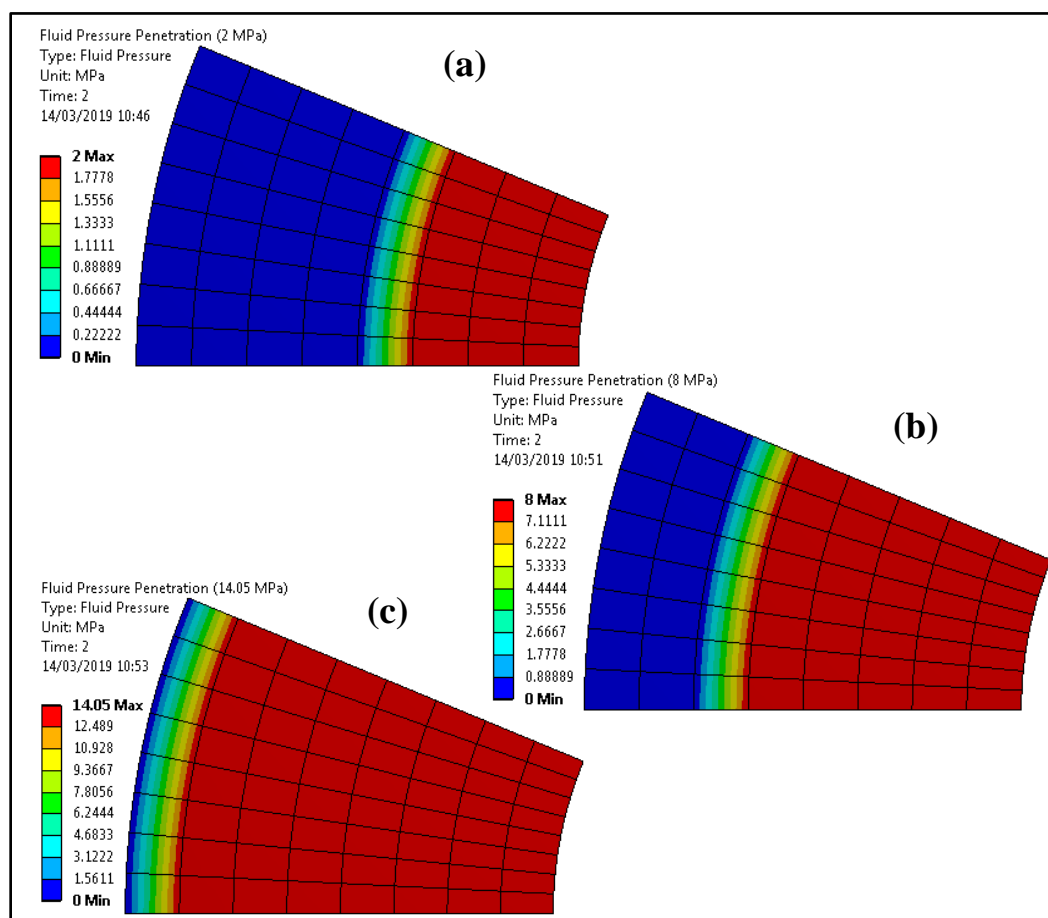 Fluid Pressure Penetration (2 MPa)
Type: Fluid Pressure
Unit: MPa
Time: 2
14/03/2019 10:46
(a)
2 Max
1.7778
1.5556
1.3333
1.1111
0.88889
0.66667
0.44444
0.22222
0 Min
Fluid Pressure Penetration (8 MPa)
Type: Fluid Pressure
Unit: MPa
Time: 2
14/03/2019 10:51
(b)
8 Max
7.1111
6.2222
5.3333
4.4444
3.5556
2.6667
1.7778
0.88889
0 Min
Fluid Pressure Penetration (14.05 MPa)
Type: Fluid Pressure
Unit: MPa
Time: 2
14/03/2019 10:53
(c)
14.05 Max
12.489
10.928
9.3667
7.8056
6.2444
4.6833
3.1222
1.5611
0 Min